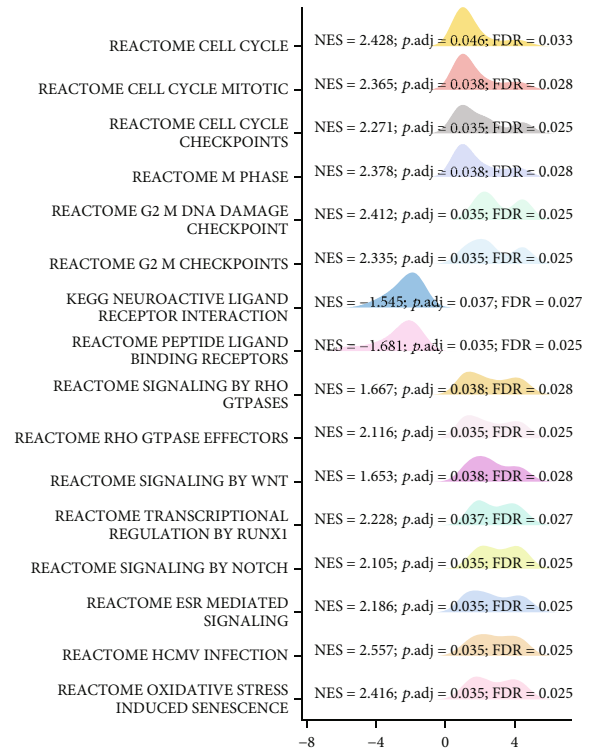 REACTOME CELL CYCLE
NES = 2.428; p.adj = 0.046; FDR = 0.033
REACTOME CELL CYCLE MITOTIC
NES = 2.365; p.adj = 0.038; FDR = 0.028
REACTOME CELL CYCLE
CHECKPOINTS
NES = 2.271; p.adj = 0.035; FDR = 0.025
REACTOME M PHASE
NES = 2.378; p.adj = 0.038; FDR = 0.028
REACTOME G2 M DNA DAMAGE
CHECKPOINT
NES = 2.412; p.adj = 0.035; FDR = 0.025
REACTOME G2 M CHECKPOINTS
NES = 2.335; p.adj = 0.035; FDR = 0.025
KEGG NEUROACTIVE LIGAND
RECEPTOR INTERACTION
NES = −1.545; p.adj = 0.037; FDR = 0.027
REACTOME PEPTIDE LIGAND
BINDING RECEPTORS
NES = −1.681; p.adj = 0.035; FDR = 0.025
REACTOME SIGNALING BY RHO
GTPASES
NES = 1.667; p.adj = 0.038; FDR = 0.028
REACTOME RHO GTPASE EFFECTORS
NES = 2.116; p.adj = 0.035; FDR = 0.025
REACTOME SIGNALING BY WNT
NES = 1.653; p.adj = 0.038; FDR = 0.028
REACTOME TRANSCRIPTIONAL
REGULATION BY RUNX1
NES = 2.228; p.adj = 0.037; FDR = 0.027
REACTOME SIGNALING BY NOTCH
NES = 2.105; p.adj = 0.035; FDR = 0.025
REACTOME ESR MEDIATED
SIGNALING
NES = 2.186; p.adj = 0.035; FDR = 0.025
REACTOME HCMV INFECTION
NES = 2.557; p.adj = 0.035; FDR = 0.025
REACTOME OXIDATIVE STRESS
INDUCED SENESCENCE
NES = 2.416; p.adj = 0.035; FDR = 0.025
−8 −4 0 4